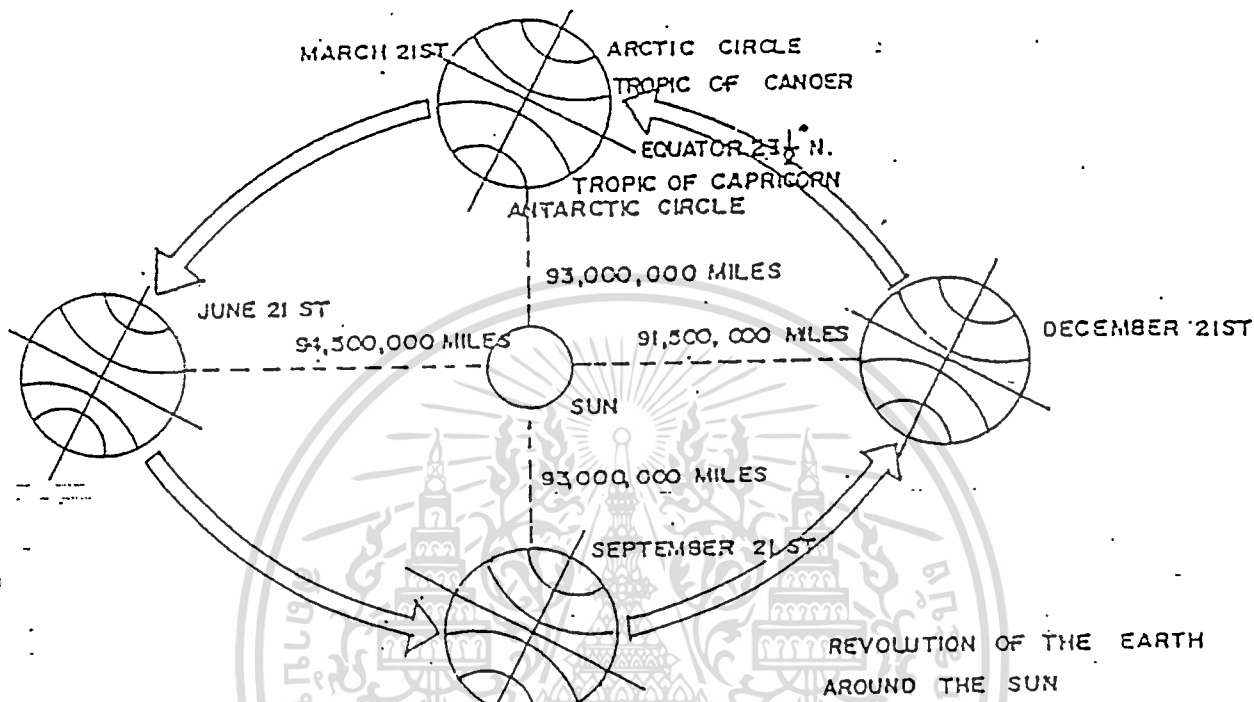 MARCH 21ST
ARCTIC CIRCLE
TROPIC OF CANCER
EQUATOR 23½° N.
TROPIC OF CAPRICORN
ANTARCTIC CIRCLE
93,000,000 MILES
JUNE 21 ST
94,500,000 MILES
91,500,000 MILES
DECEMBER 21ST
SUN
93,000,000 MILES
SEPTEMBER 21ST
REVOLUTION OF THE EARTH
AROUND THE SUN